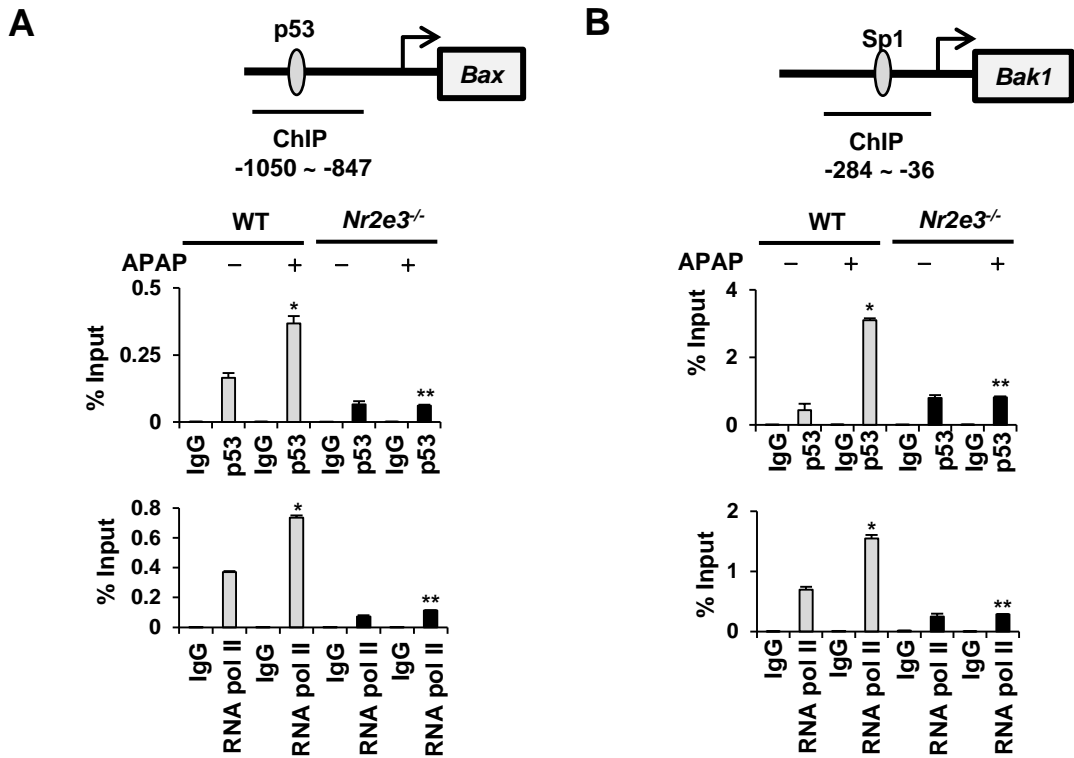 A
p53
Bax
ChIP
-1050 ~ -847
WT Nr2e3-/-
APAP − + − +
% Input
0.5
0.25
0
*
**
IgG p53 IgG p53 IgG p53 IgG p53
% Input
0.8
0.6
0.4
0.2
0
*
**
IgG RNA pol II IgG RNA pol II IgG RNA pol II IgG RNA pol II
B
Sp1
Bak1
ChIP
-284 ~ -36
WT Nr2e3-/-
APAP − + − +
% Input
4
2
0
*
**
IgG p53 IgG p53 IgG p53 IgG p53
% Input
2
1
0
*
**
IgG RNA pol II IgG RNA pol II IgG RNA pol II IgG RNA pol II